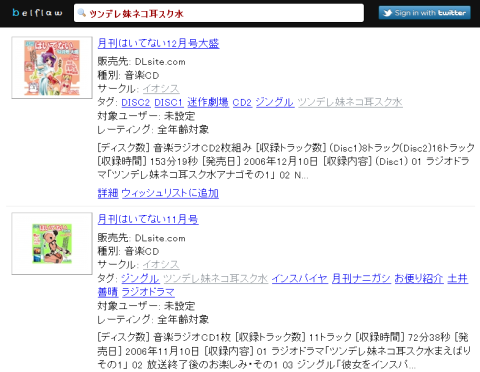 belflaw ツンデレ妹ネコ耳スク水 Sign in with twitter
月刊はいてない12月号大盛
販売先: DLsite.com
種別: 音楽CD
サークル: イオシス
タグ: DISC2 DISC1 迷作劇場 CD2 ジングル ツンデレ妹ネコ耳スク水
対象ユーザー: 未設定
レーティング: 全年齢対象
[ディスク数] 音楽ラジオCD2枚組み [収録トラック数] (Disc1)8トラック(Disc2)16トラック
[収録時間] 153分19秒 [発売日] 2006年12月10日 [収録内容] (Disc1) 01 ラジオドラ
マ「ツンデレ妹ネコ耳スク水アナゴその1」 02 N...
詳細 ウィッシュリストに追加
月刊はいてない11月号
販売先: DLsite.com
種別: 音楽CD
サークル: イオシス
タグ: ジングル ツンデレ妹ネコ耳スク水 インスパイヤ 月刊ナニガシ お便り紹介 土井
善晴 ラジオドラマ
対象ユーザー: 未設定
レーティング: 全年齢対象
[ディスク数] 音楽ラジオCD1枚 [収録トラック数] 11トラック [収録時間] 72分38秒 [発
売日] 2006年11月10日 [収録内容] 01 ラジオドラマ「ツンデレ妹ネコ耳スク水まえばり
その1」 02 放送終了後のお楽しみ・その1 03 ジングル「彼女をインスパ...